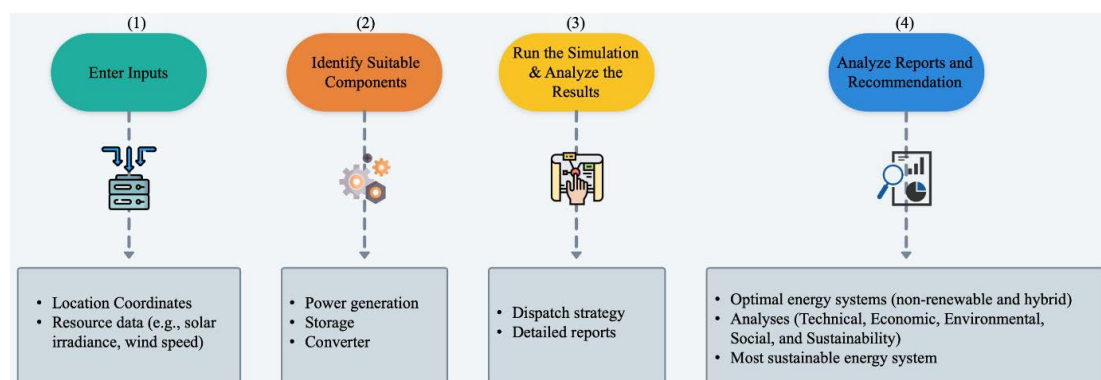 (1)
Enter Inputs
• Location Coordinates
• Resource data (e.g., solar
irradiance, wind speed)
(2)
Identify Suitable
Components
• Power generation
• Storage
• Converter
(3)
Run the Simulation
& Analyze the
Results
• Dispatch strategy
• Detailed reports
(4)
Analyze Reports and
Recommendation
• Optimal energy systems (non-renewable and hybrid)
• Analyses (Technical, Economic, Environmental,
Social, and Sustainability)
• Most sustainable energy system